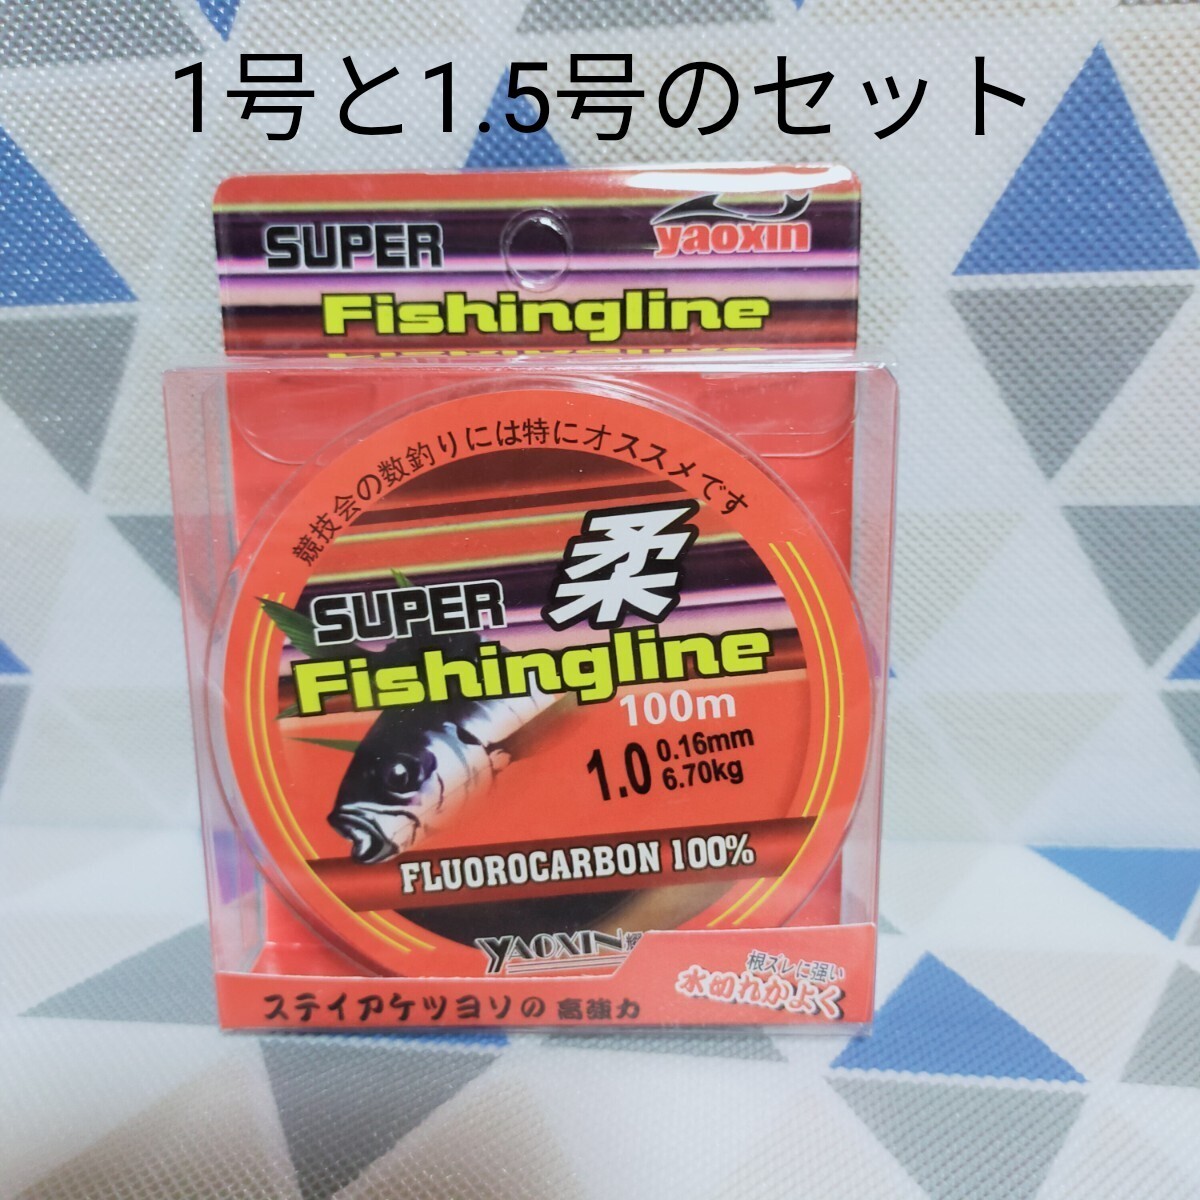 1号と1.5号のセット
SUPER
yaoxin
Fishingline
競技会の数釣りには特にオススメです
柔
SUPER
Fishingline
100m
1.0
0.16mm
6.70kg
FLUOROCARBON 100%
YAOXIN
根ズレに強い
水めれかよく
ステイアケツヨソの 高強力